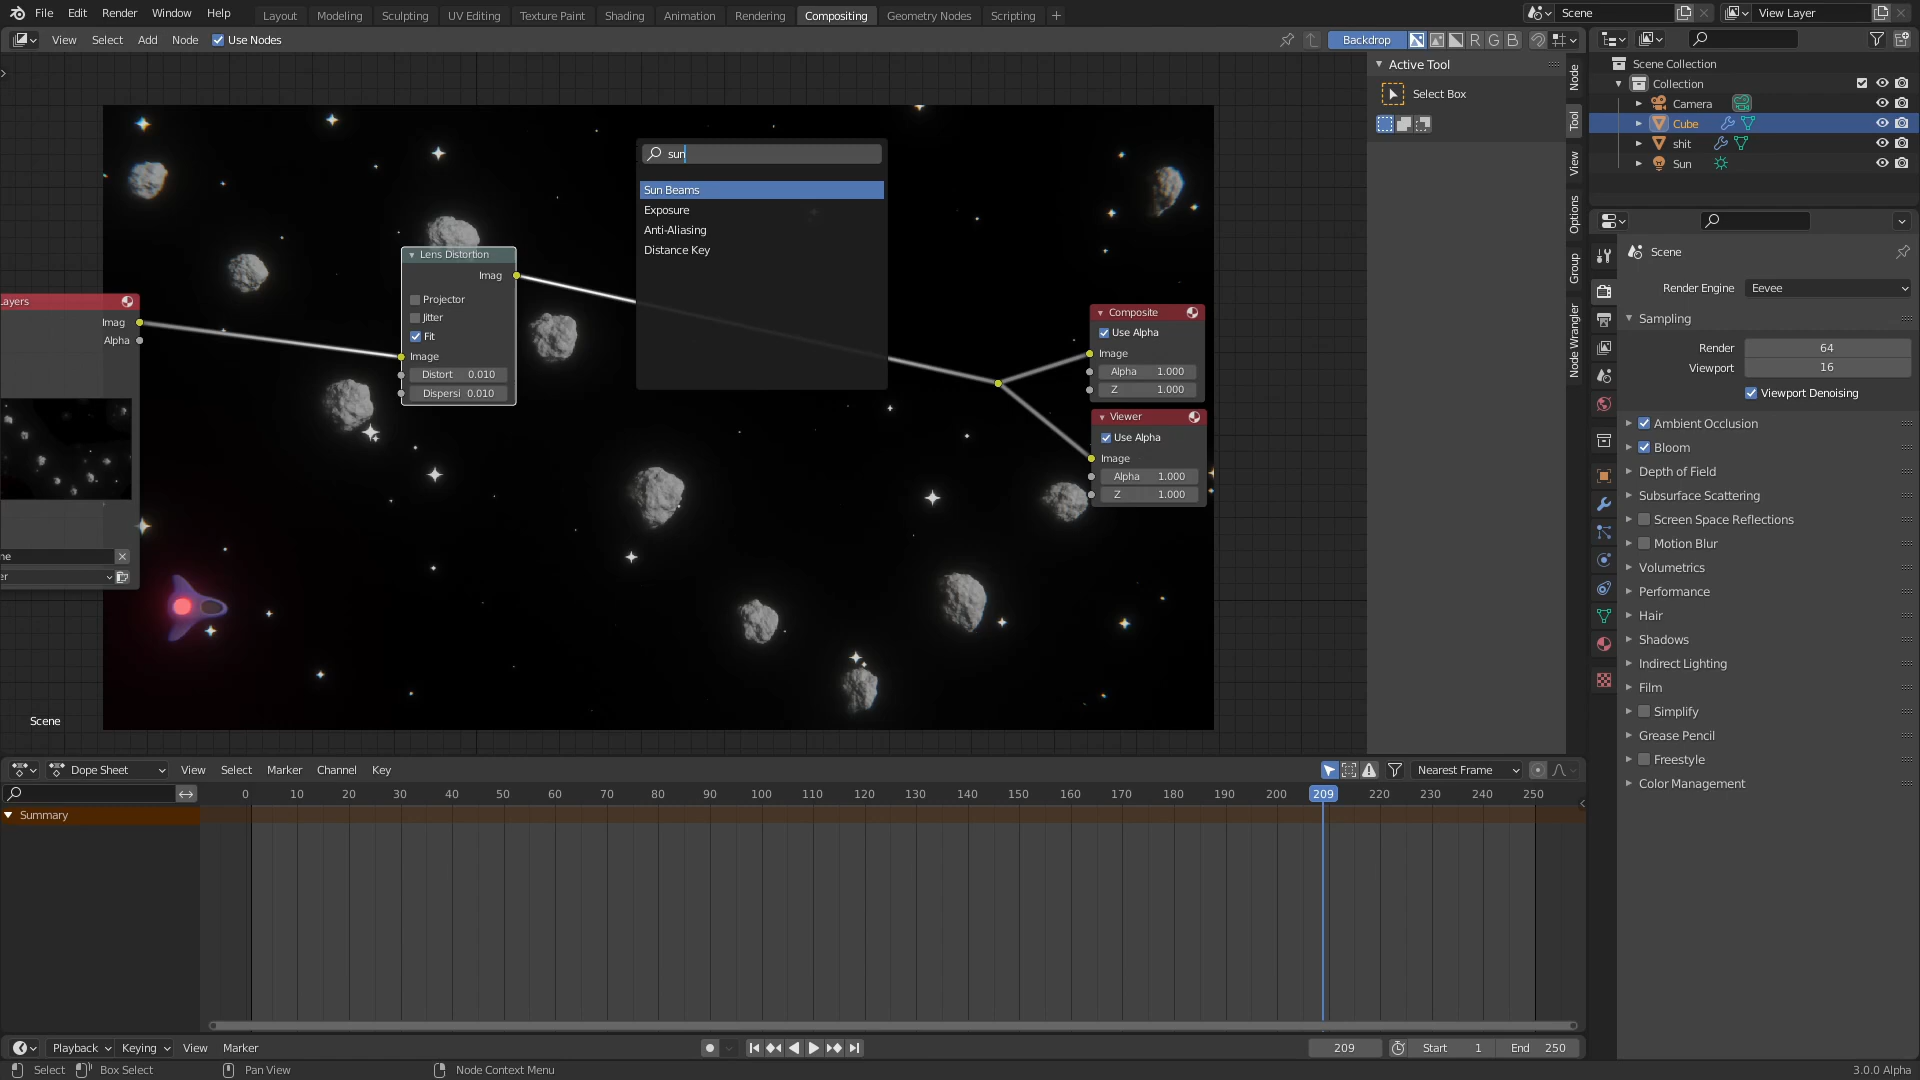 File Edit Render Window Help Layout Modeling Sculpting UV Editing Texture Paint Shading Animation Rendering Compositing Geometry Nodes Scripting + Scene View Layer
View Select Add Node Use Nodes Backdrop R G B
Active Tool
Select Box
Node
Tool
View
Options
Group
Node Wrangler
Scene Collection
Collection
Camera
Cube
shit
Sun
sun
Sun Beams
Exposure
Anti-Aliasing
Distance Key
Lens Distortion
Imag
Projector
Jitter
Fit
Image
Distort 0.010
Dispersi 0.010
ayers
Imag
Alpha
ne
er
Composite
Use Alpha
Image
Alpha 1.000
Z 1.000
Viewer
Use Alpha
Image
Alpha 1.000
Z 1.000
Scene
Scene
Render Engine Eevee
Sampling
Render 64
Viewport 16
Viewport Denoising
Ambient Occlusion
Bloom
Depth of Field
Subsurface Scattering
Screen Space Reflections
Motion Blur
Volumetrics
Performance
Hair
Shadows
Indirect Lighting
Film
Simplify
Grease Pencil
Freestyle
Color Management
Dope Sheet View Select Marker Channel Key Nearest Frame
0 10 20 30 40 50 60 70 80 90 100 110 120 130 140 150 160 170 180 190 200 209 220 230 240 250
Summary
Playback Keying View Marker 209 Start 1 End 250
Select Box Select Pan View Node Context Menu 3.0.0 Alpha